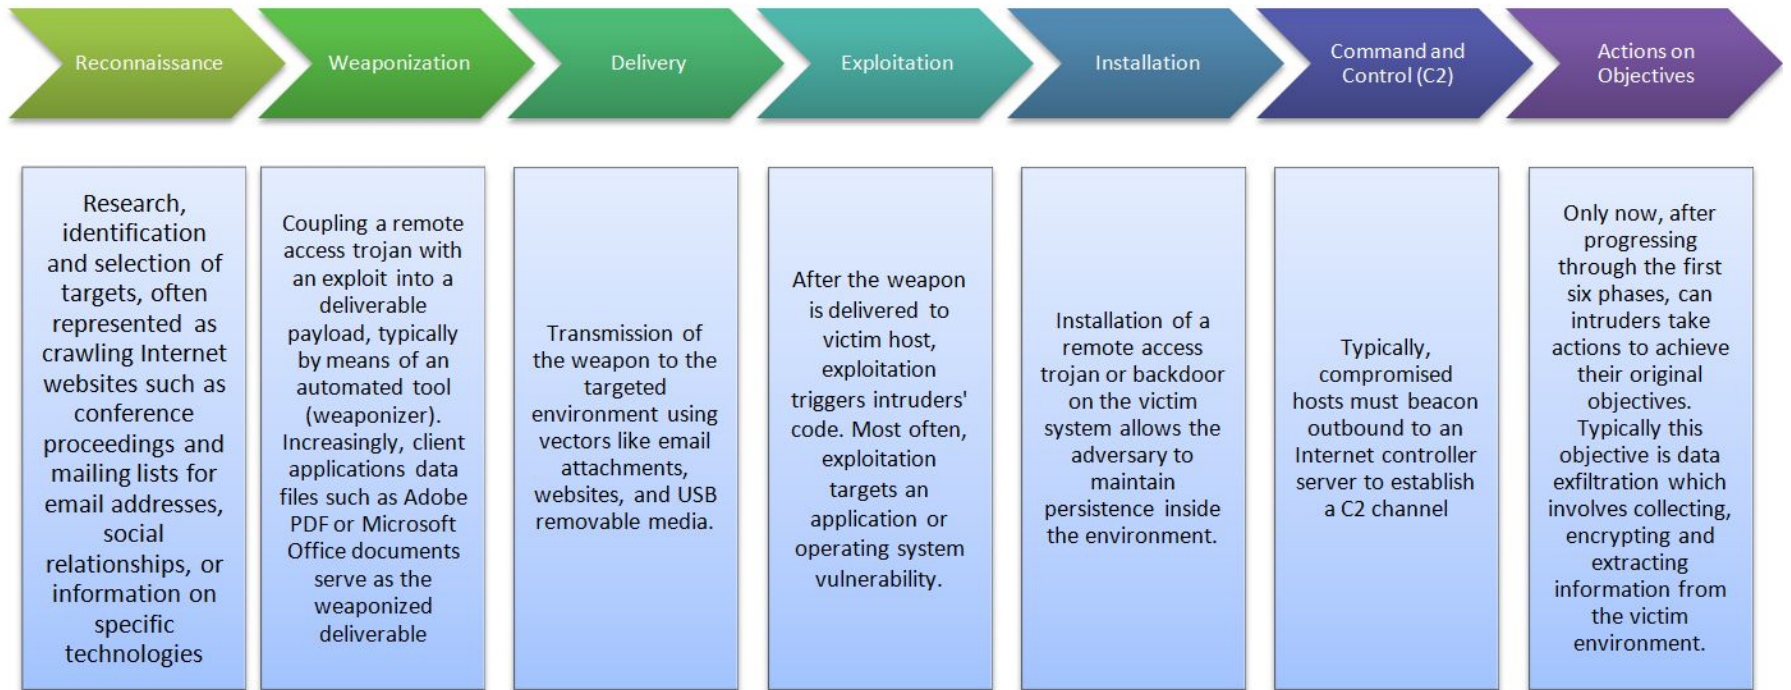 Reconnaissance
Weaponization
Delivery
Exploitation
Installation
Command and
Control (C2)
Actions on
Objectives
Research,
identification
and selection of
targets, often
represented as
crawling Internet
websites such as
conference
proceedings and
mailing lists for
email addresses,
social
relationships, or
information on
specific
technologies
Coupling a remote
access trojan with
an exploit into a
deliverable
payload, typically
by means of an
automated tool
(weaponizer).
Increasingly, client
applications data
files such as Adobe
PDF or Microsoft
Office documents
serve as the
weaponized
deliverable
Transmission of
the weapon to the
targeted
environment using
vectors like email
attachments,
websites, and USB
removable media.
After the weapon
is delivered to
victim host,
exploitation
triggers intruders'
code. Most often,
exploitation
targets an
application or
operating system
vulnerability.
Installation of a
remote access
trojan or backdoor
on the victim
system allows the
adversary to
maintain
persistence inside
the environment.
Typically,
compromised
hosts must beacon
outbound to an
Internet controller
server to establish
a C2 channel
Only now, after
progressing
through the first
six phases, can
intruders take
actions to achieve
their original
objectives.
Typically this
objective is data
exfiltration which
involves collecting,
encrypting and
extracting
information from
the victim
environment.